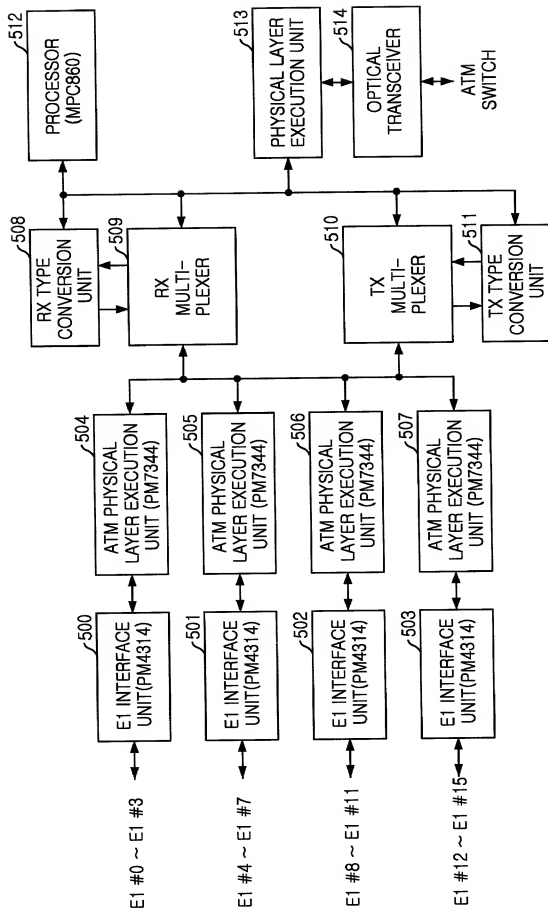 E1 #0 ~ E1 #3
500
E1 INTERFACE
UNIT(PM4314)
504
ATM PHYSICAL
LAYER EXECUTION
UNIT (PM7344)
E1 #4 ~ E1 #7
501
E1 INTERFACE
UNIT(PM4314)
505
ATM PHYSICAL
LAYER EXECUTION
UNIT (PM7344)
E1 #8 ~ E1 #11
502
E1 INTERFACE
UNIT(PM4314)
506
ATM PHYSICAL
LAYER EXECUTION
UNIT (PM7344)
E1 #12 ~ E1 #15
503
E1 INTERFACE
UNIT(PM4314)
507
ATM PHYSICAL
LAYER EXECUTION
UNIT (PM7344)
508
RX TYPE
CONVERSION
UNIT
509
RX
MULTI-
PLEXER
510
TX
MULTI-
PLEXER
511
TX TYPE
CONVERSION
UNIT
512
PROCESSOR
(MPC860)
513
PHYSICAL LAYER
EXECUTION UNIT
514
OPTICAL
TRANSCEIVER
ATM
SWITCH